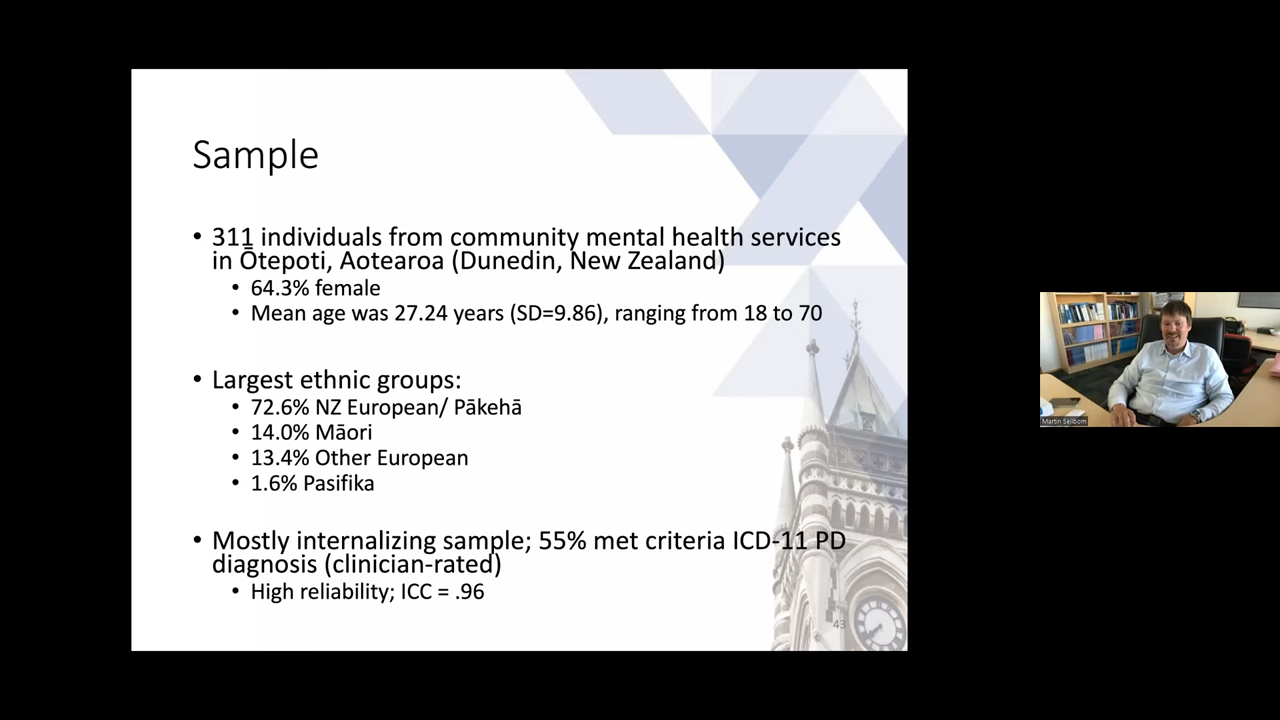 Sample
• 311 individuals from community mental health services
in Ōtepoti, Aotearoa (Dunedin, New Zealand)
• 64.3% female
• Mean age was 27.24 years (SD=9.86), ranging from 18 to 70
• Largest ethnic groups:
• 72.6% NZ European/ Pākehā
• 14.0% Māori
• 13.4% Other European
• 1.6% Pasifika
• Mostly internalizing sample; 55% met criteria ICD-11 PD
diagnosis (clinician-rated)
• High reliability; ICC = .96
43
Martin Sellbom